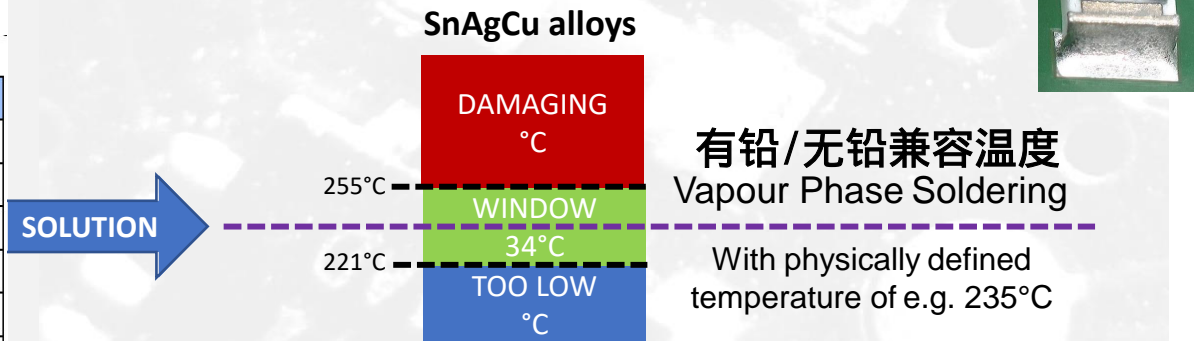 SnAgCu alloys
DAMAGING
°C
有铅/无铅兼容温度
Vapour Phase Soldering
255°C
WINDOW
SOLUTION
34°C
221°C
With physically defined
temperature of e.g. 235°C
TOO LOW
°C